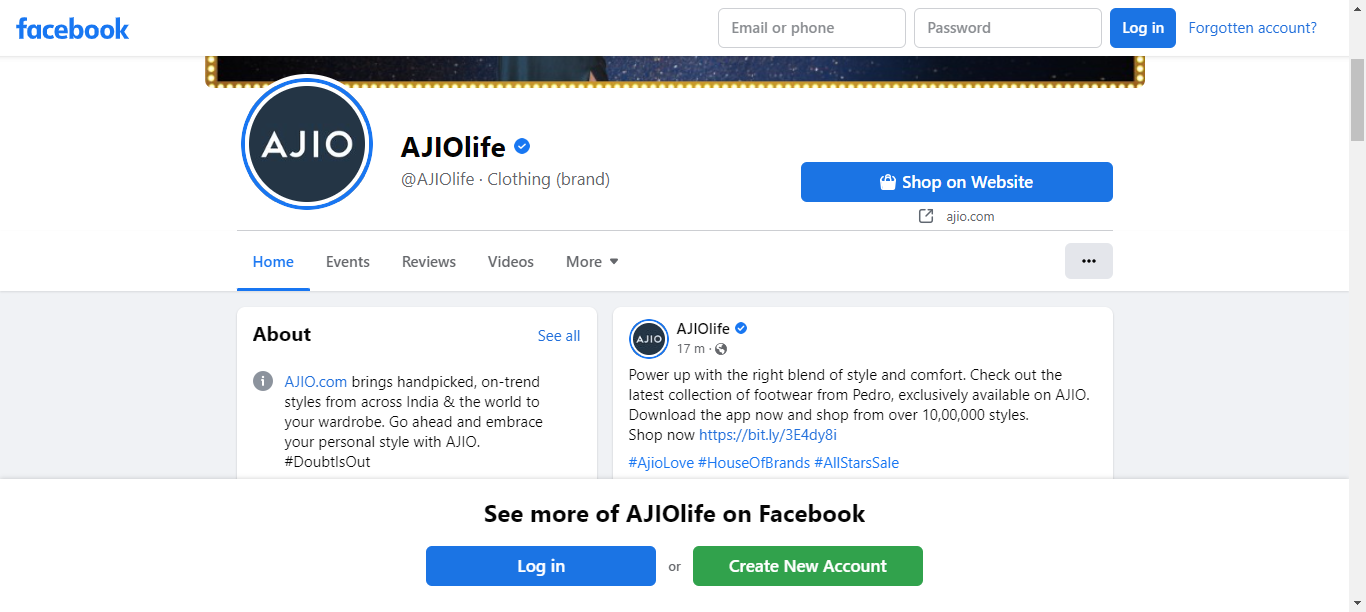 facebook
Email or phone
Password
Log in
Forgotten account?
AJIO
AJIOlife
@AJIOlife · Clothing (brand)
Shop on Website
ajio.com
Home
Events
Reviews
Videos
More
About
See all
AJIO.com brings handpicked, on-trend
styles from across India & the world to
your wardrobe. Go ahead and embrace
your personal style with AJIO.
#DoubtIsOut
AJIO
AJIOlife
17 m ·
Power up with the right blend of style and comfort. Check out the
latest collection of footwear from Pedro, exclusively available on AJIO.
Download the app now and shop from over 10,00,000 styles.
Shop now https://bit.ly/3E4dy8i
#AjioLove #HouseOfBrands #AllStarsSale
See more of AJIOlife on Facebook
Log in
or
Create New Account